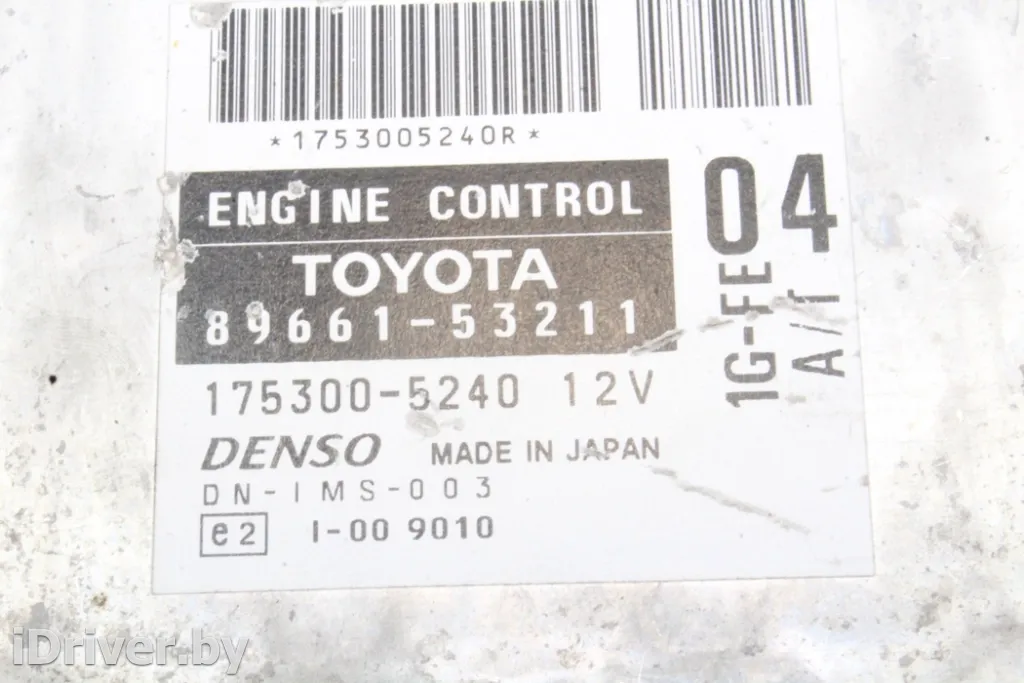 *1753005240R*
ENGINE CONTROL
TOYOTA
89661-53211
175300-5240 12V
DENSO MADE IN JAPAN
DN-IMS-003
e2 I-00 9010
04
1G-FE
A/T
iDriver.by